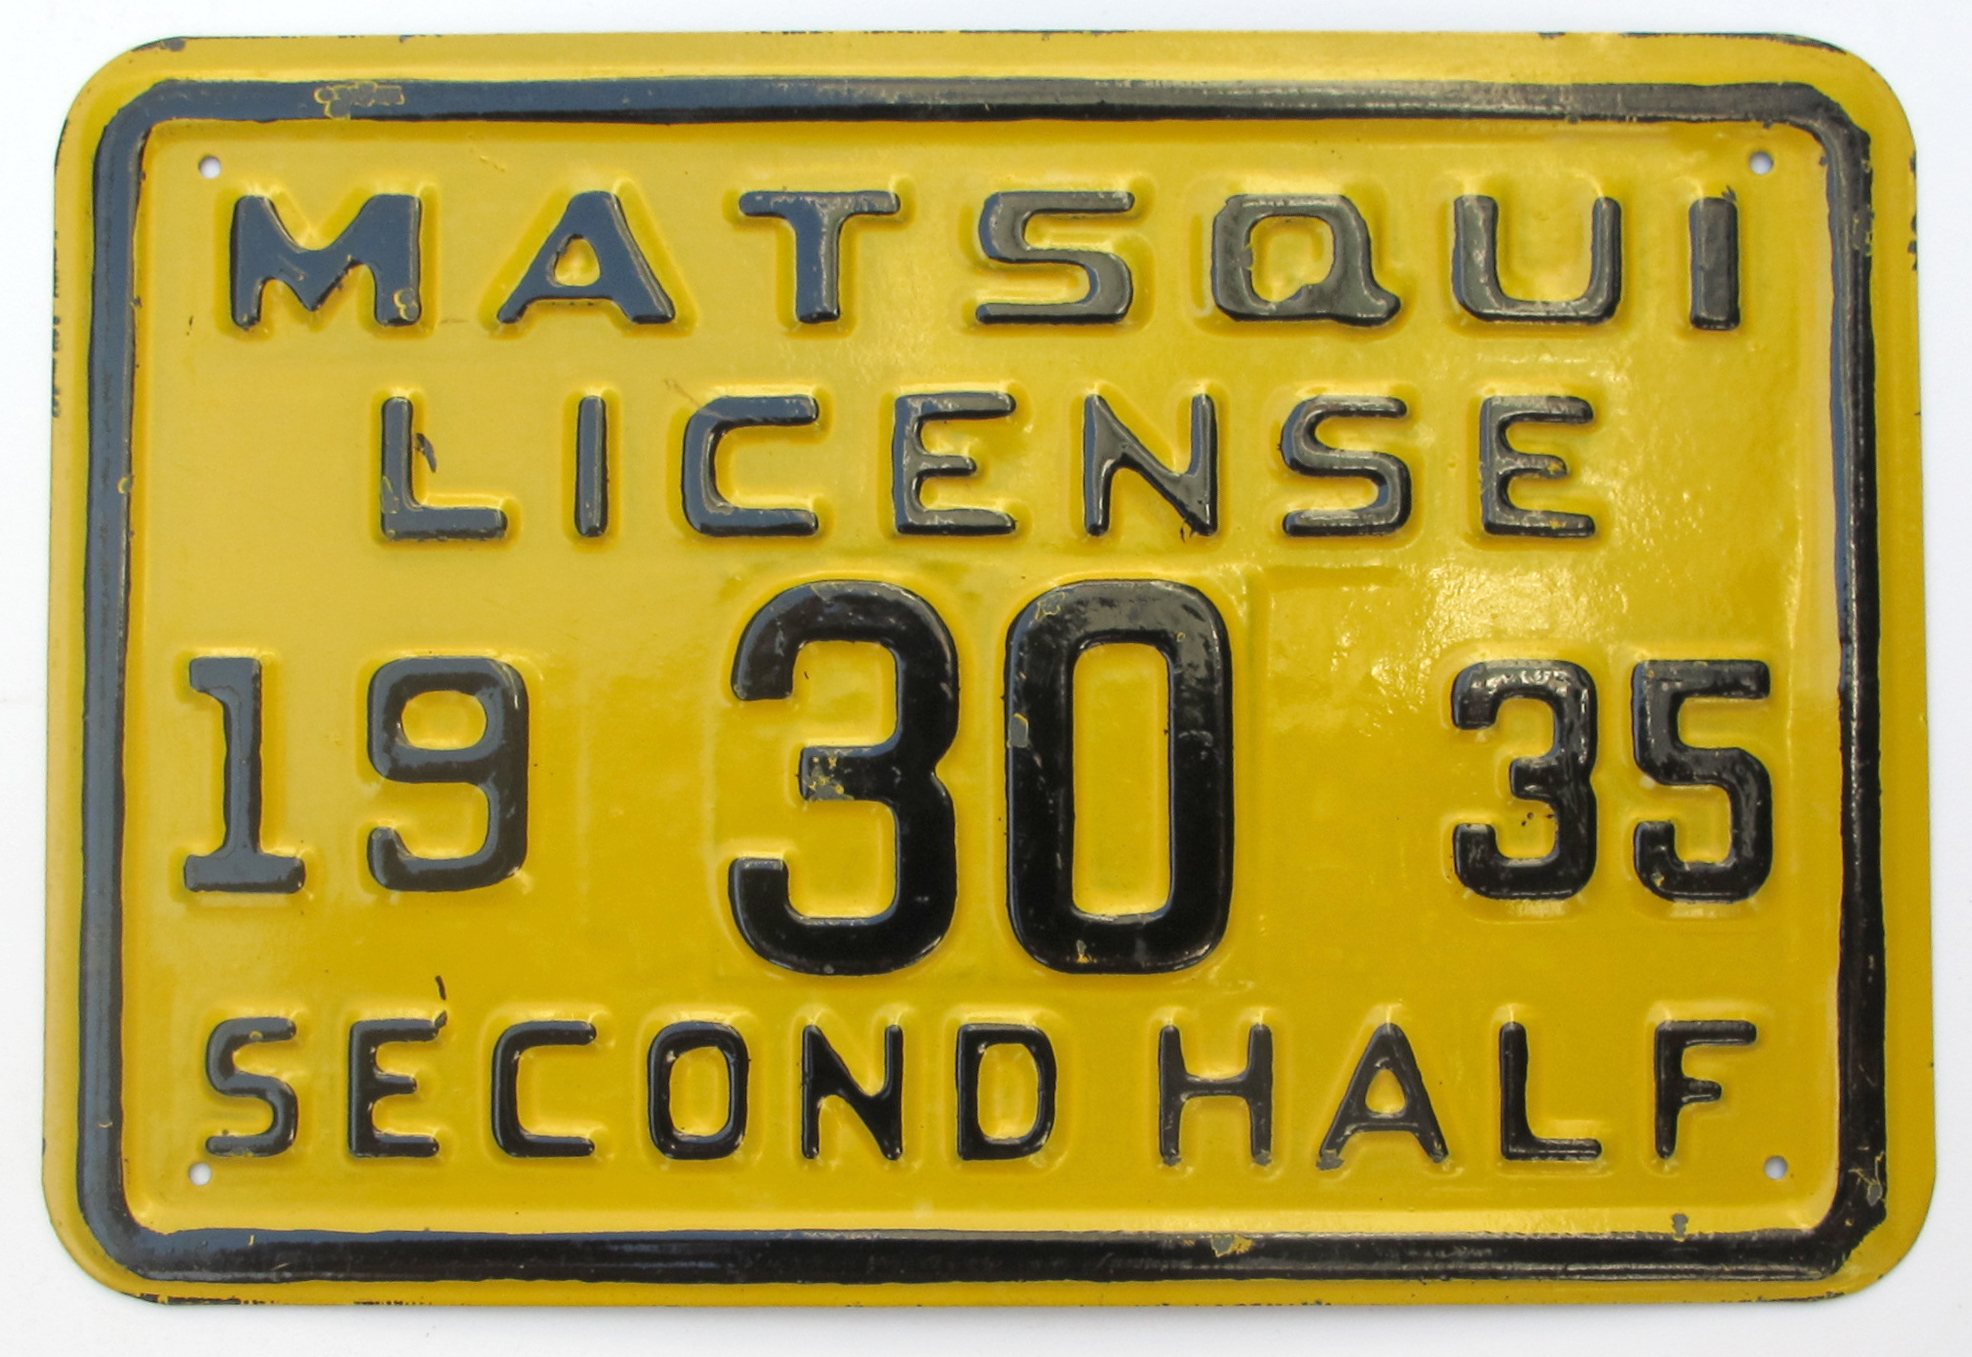 MATSQUI
LICENSE
19 30 35
SECOND HALF